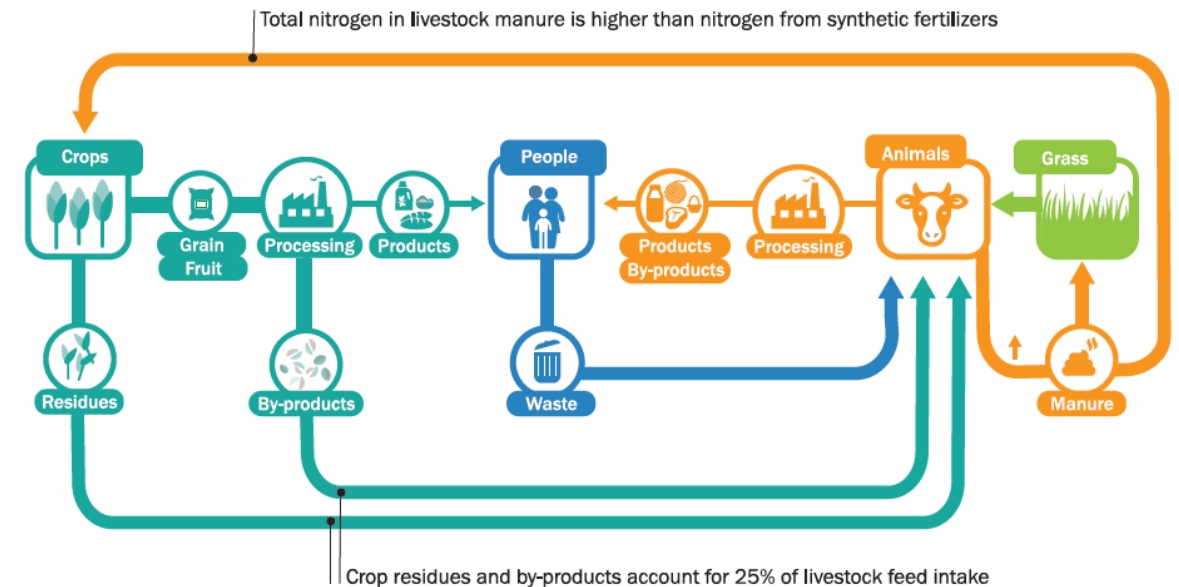 Total nitrogen in livestock manure is higher than nitrogen from synthetic fertilizers
Crops
People
Animals
Grass
Grain
Fruit
Processing
Products
Products
By-products
Processing
Residues
By-products
Waste
Manure
Crop residues and by-products account for 25% of livestock feed intake